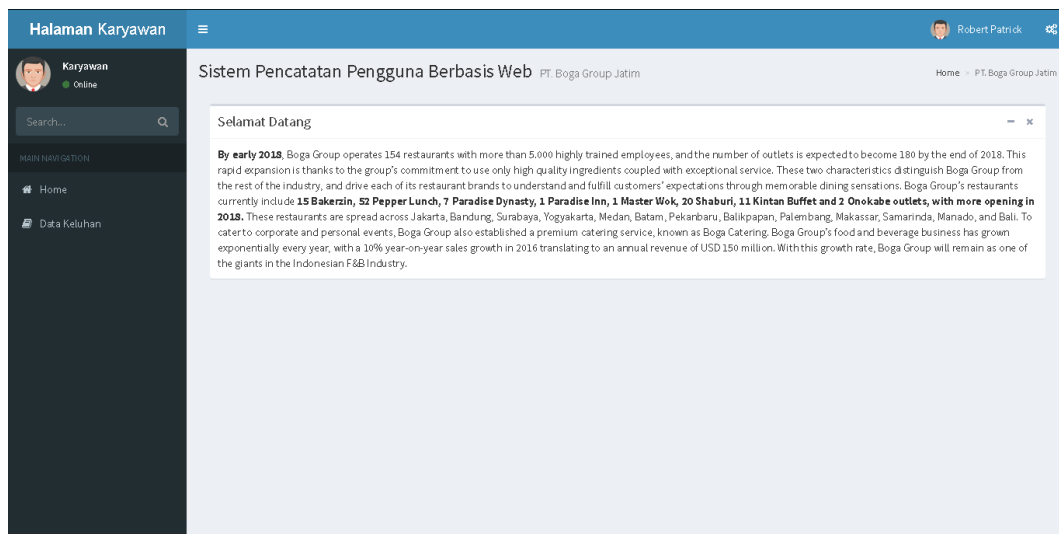 Halaman Karyawan
Robert Patrick
Karyawan
Online
Search...
MAIN NAVIGATION
Home
Data Keluhan
Sistem Pencatatan Pengguna Berbasis Web PT. Boga Group Jatim
Home > PT. Boga Group Jatim
Selamat Datang
By early 2018, Boga Group operates 154 restaurants with more than 5.000 highly trained employees, and the number of outlets is expected to become 180 by the end of 2018. This
rapid expansion is thanks to the group's commitment to use only high quality ingredients coupled with exceptional service. These two characteristics distinguish Boga Group from
the rest of the industry, and drive each of its restaurant brands to understand and fulfill customers' expectations through memorable dining sensations. Boga Group's restaurants
currently include 15 Bakerzin, 52 Pepper Lunch, 7 Paradise Dynasty, 1 Paradise Inn, 1 Master Wok, 20 Shaburi, 11 Kintan Buffet and 2 Onokabe outlets, with more opening in
2018. These restaurants are spread across Jakarta, Bandung, Surabaya, Yogyakarta, Medan, Batam, Pekanbaru, Balikpapan, Palembang, Makassar, Samarinda, Manado, and Bali. To
cater to corporate and personal events, Boga Group also established a premium catering service, known as Boga Catering. Boga Group's food and beverage business has grown
exponentially every year, with a 10% year-on-year sales growth in 2016 translating to an annual revenue of USD 150 million. With this growth rate, Boga Group will remain as one of
the giants in the Indonesian F&B Industry.